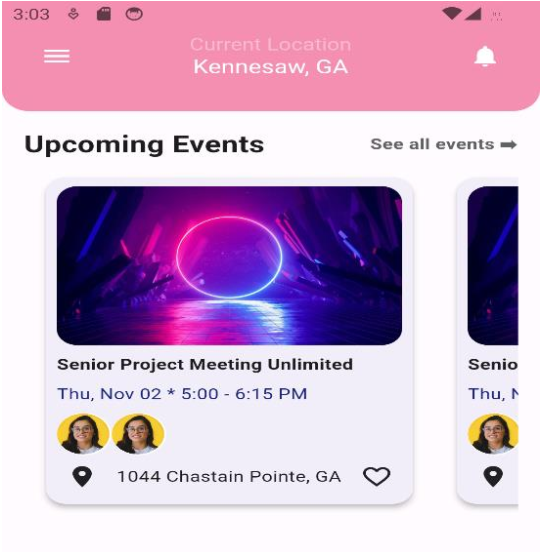 3:03
Current Location
Kennesaw, GA
Upcoming Events
See all events ➡
Senior Project Meeting Unlimited
Senio
Thu, Nov 02 * 5:00 - 6:15 PM
Thu, N
1044 Chastain Pointe, GA